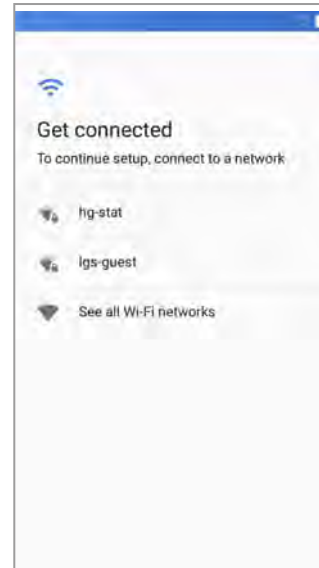 Get connected
To continue setup, connect to a network
hg-stat
lgs-guest
See all Wi-Fi networks